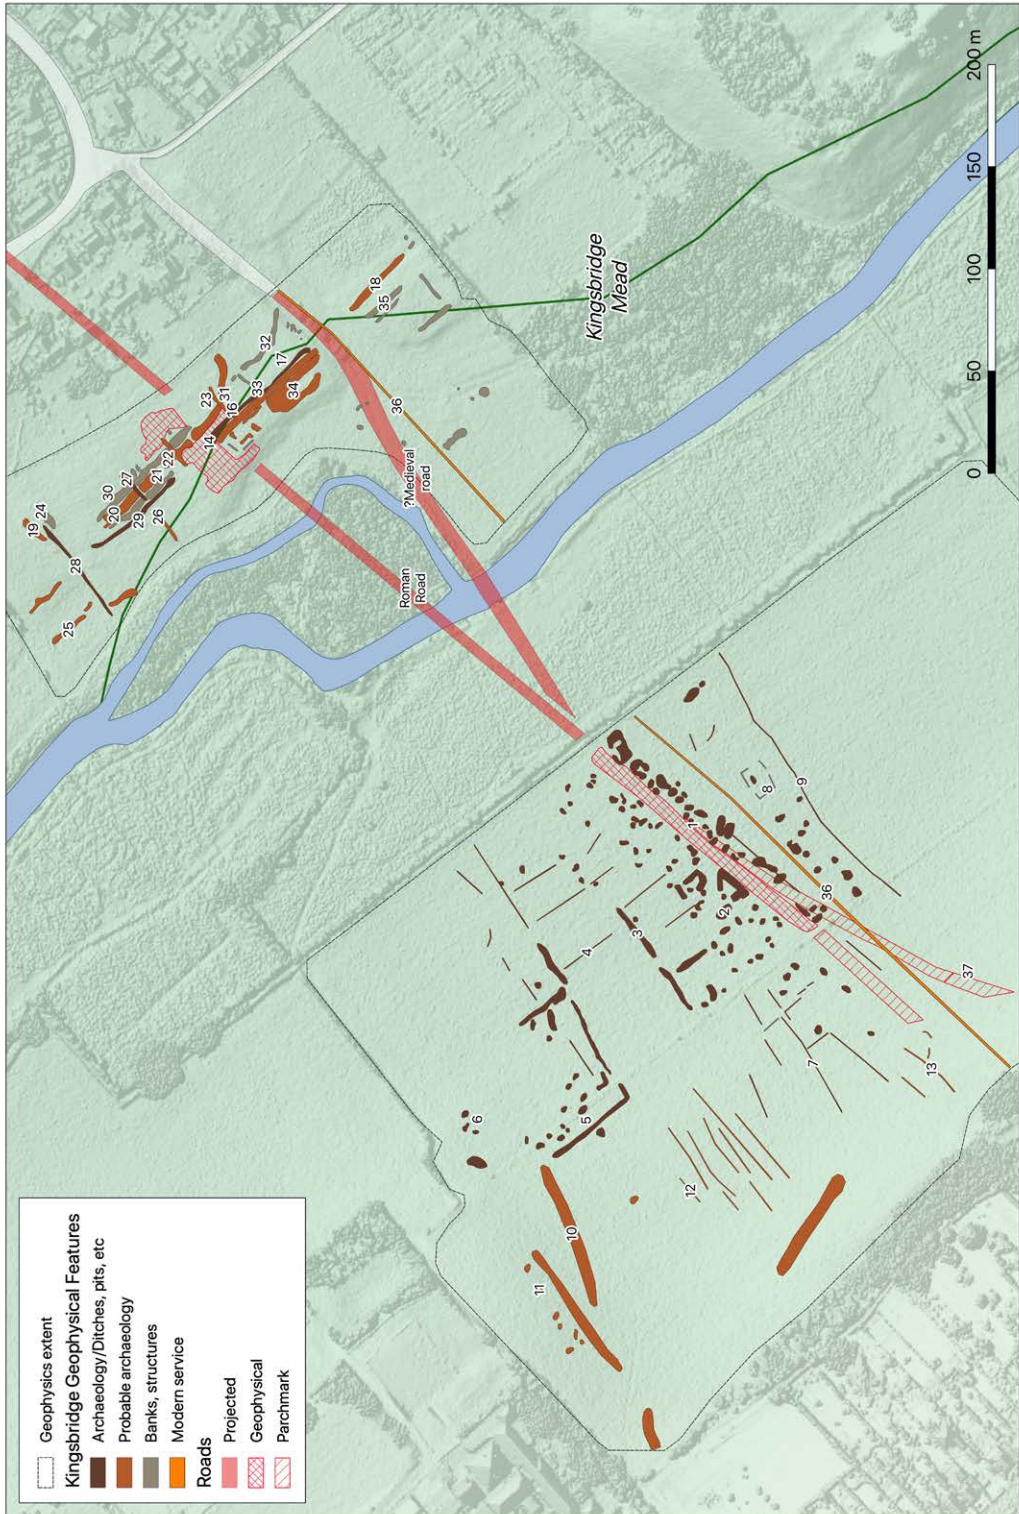 Geophysics extent
Kingsbridge Geophysical Features
Archaeology/Ditches, pits, etc
Probable archaeology
Banks, structures
Modern service
Roads
Projected
Geophysical
Parchmark
Kingsbridge
Mead
Roman
Road
?Medieval
road
0
50
100
150
200 m
1
2
3
4
5
6
7
8
9
10
11
12
13
14
16
17
18
19
20
21
22
23
24
25
26
27
28
29
30
31
32
33
34
35
36
36
37